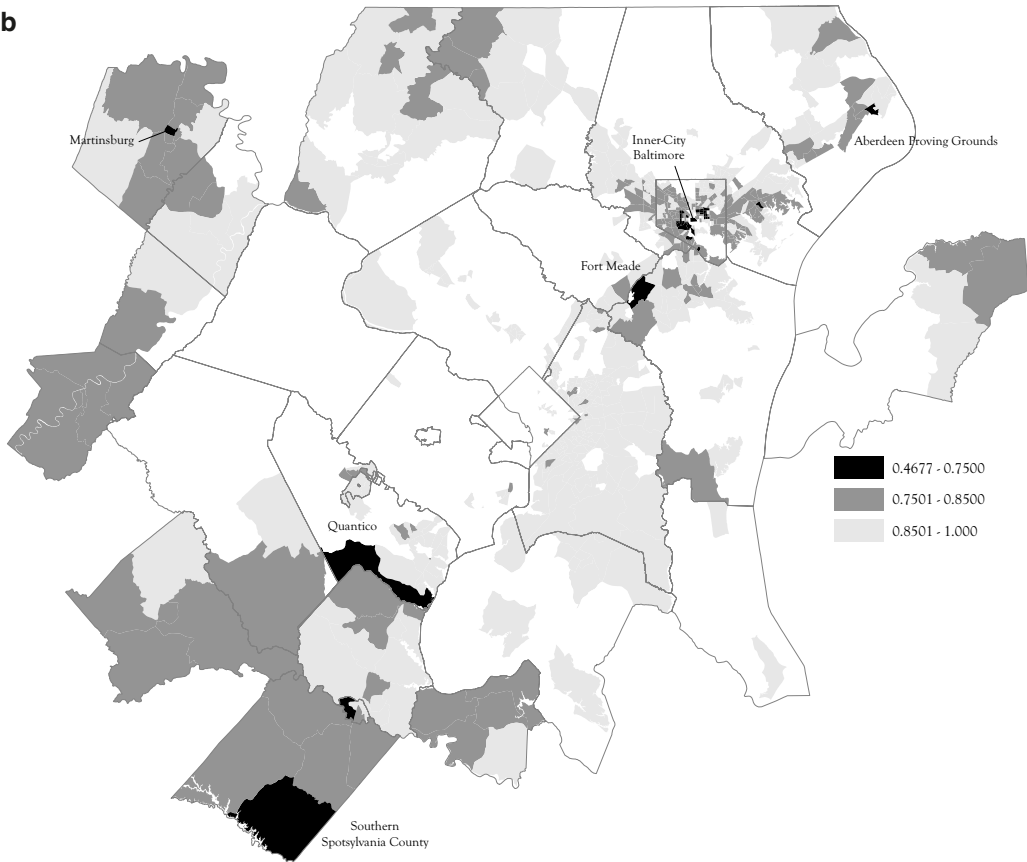 b
Martinsburg
Inner-City
Baltimore
Aberdeen Proving Grounds
Fort Meade
0.4677 - 0.7500
0.7501 - 0.8500
0.8501 - 1.000
Quantico
Southern
Spotsylvania County